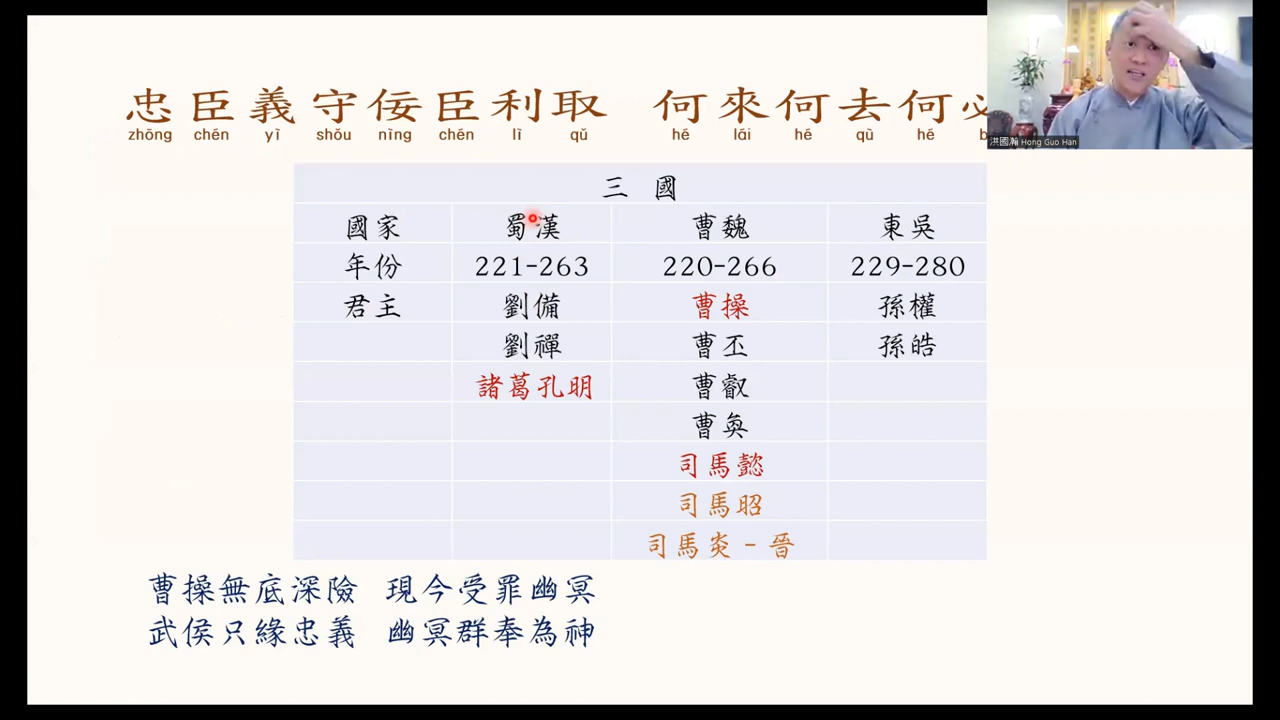 忠臣義守佞臣利取 何來何去何必
zhōng chén yì shǒu nìng chén lì qǔ hé lái hé qù hé b
洪國瀚 Hong Guo Han
三 國
國家 蜀漢 曹魏 東吳
年份 221-263 220-266 229-280
君主 劉備 曹操 孫權
劉禪 曹丕 孫皓
諸葛孔明 曹叡
曹奐
司馬懿
司馬昭
司馬炎 - 晉
曹操無底深險 現今受罪幽冥
武侯只緣忠義 幽冥群奉為神